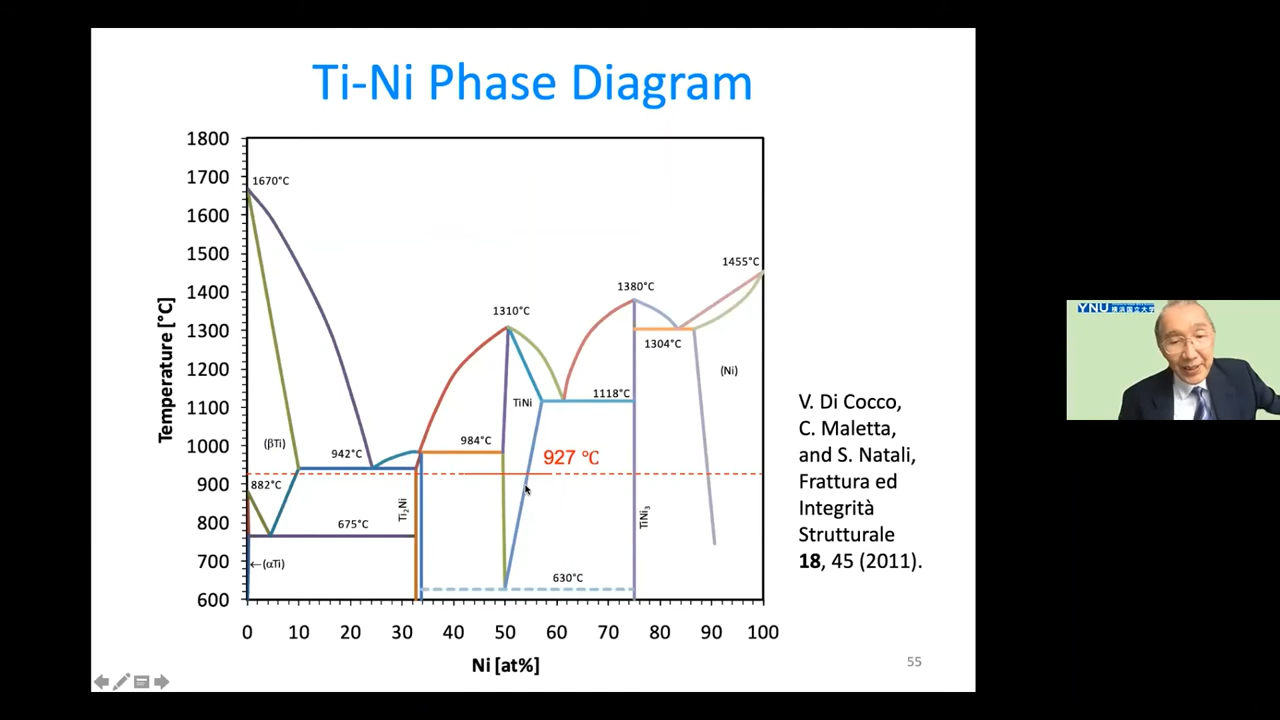 Ti-Ni Phase Diagram
1800
1700
1600
1500
1400
1300
1200
1100
1000
900
800
700
600
Temperature [°C]
1670°C
1455°C
1380°C
1310°C
1304°C
(Ni)
TiNi
1118°C
(βTi)
942°C
984°C
927 ℃
882°C
Ti₂Ni
TiNi₃
675°C
←(αTi)
630°C
0 10 20 30 40 50 60 70 80 90 100
Ni [at%]
V. Di Cocco,
C. Maletta,
and S. Natali,
Frattura ed
Integrità
Strutturale
18, 45 (2011).
55
YNU